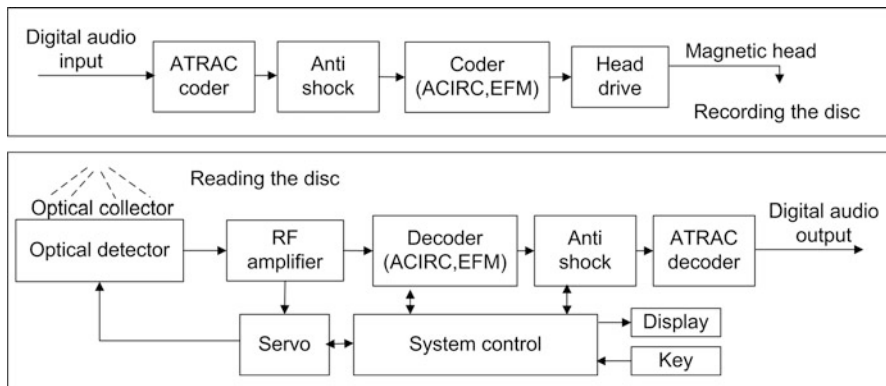 Digital audio
input
ATRAC
coder
Anti
shock
Coder
(ACIRC,EFM)
Head
drive
Magnetic head
Recording the disc
Reading the disc
Optical collector
Optical detector
RF
amplifier
Decoder
(ACIRC,EFM)
Anti
shock
ATRAC
decoder
Digital audio
output
Servo
System control
Display
Key